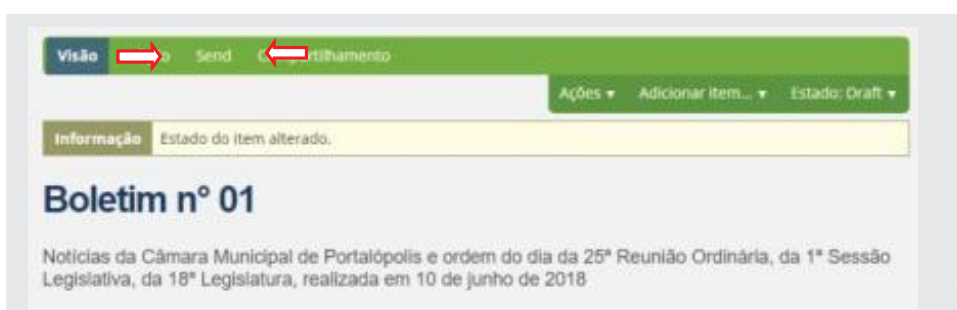 Visão Send
Ações ▾ Adicionar item... ▾ Estado: Draft ▾
Informação Estado do item alterado.
Boletim n° 01
Notícias da Câmara Municipal de Portalópolis e ordem do dia da 25ª Reunião Ordinária, da 1ª Sessão
Legislativa, da 18ª Legislatura, realizada em 10 de junho de 2018